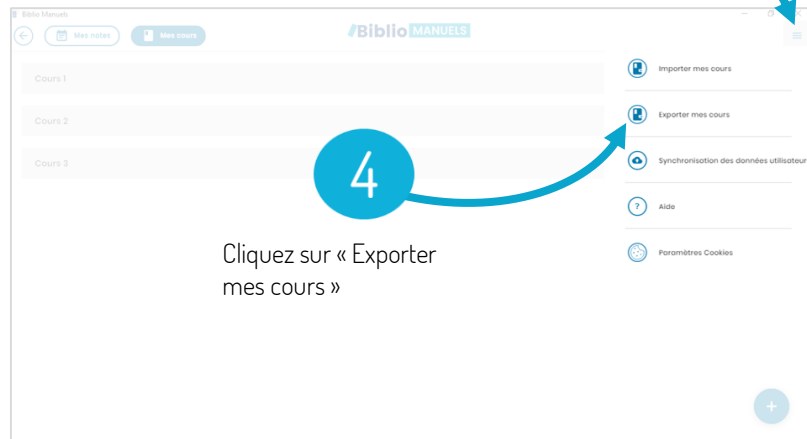 Biblio Manuels
Mes notes
Mes cours
Biblio MANUELS
Importer mes cours
Cours 1
Exporter mes cours
Cours 2
Synchronisation des données utilisateur
Cours 3
4
Aide
Cliquez sur « Exporter
mes cours »
Paramètres Cookies